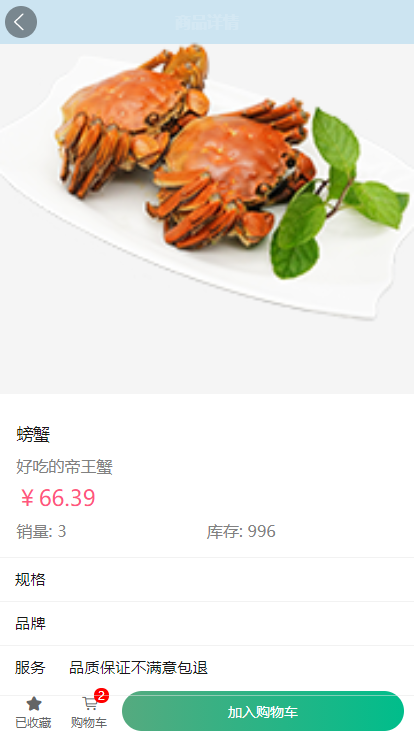 商品详情
螃蟹
好吃的帝王蟹
¥66.39
销量: 3 库存: 996
规格
品牌
服务 品质保证不满意包退
2
已收藏 购物车 加入购物车